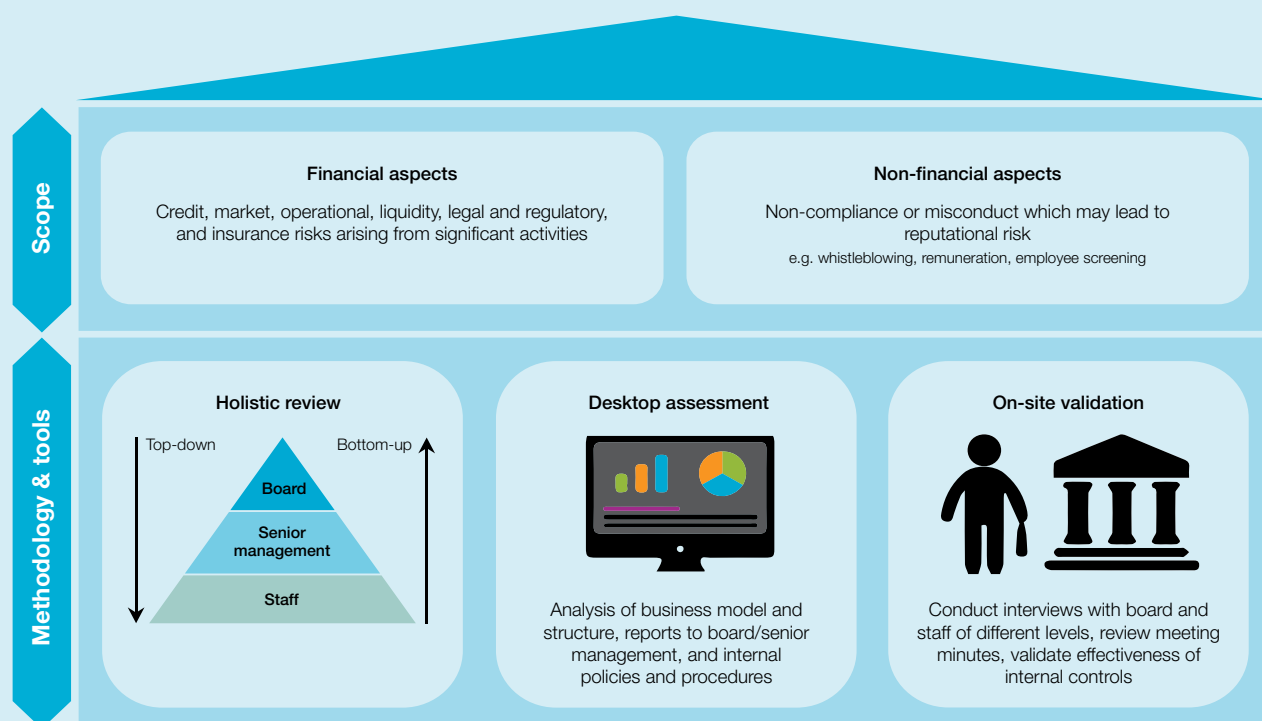 Scope
Financial aspects
Credit, market, operational, liquidity, legal and regulatory,
and insurance risks arising from significant activities
Non-financial aspects
Non-compliance or misconduct which may lead to
reputational risk
e.g. whistleblowing, remuneration, employee screening
Methodology & tools
Holistic review
Top-down
Bottom-up
Board
Senior
management
Staff
Desktop assessment
Analysis of business model and
structure, reports to board/senior
management, and internal
policies and procedures
On-site validation
Conduct interviews with board and
staff of different levels, review meeting
minutes, validate effectiveness of
internal controls